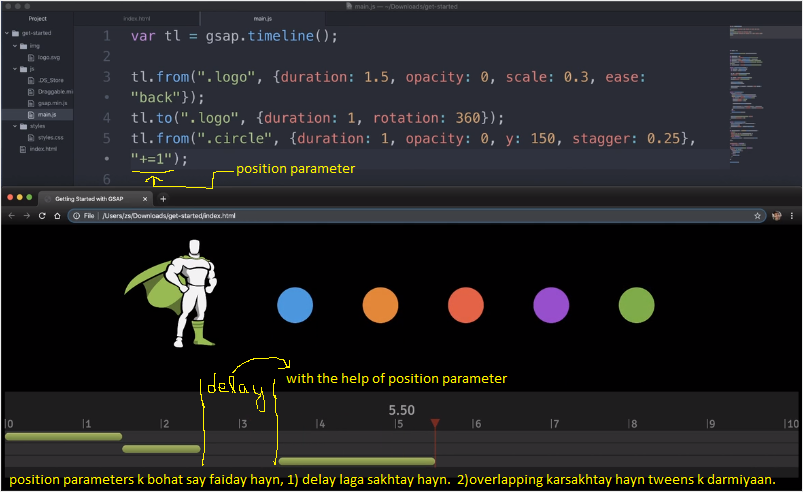 main.js — ~/Downloads/get-started
Project
index.html
main.js
get-started
img
logo.svg
js
.DS_Store
Draggable.mi
gsap.min.js
main.js
styles
styles.css
index.html
1 var tl = gsap.timeline();
2
3 tl.from(".logo", {duration: 1.5, opacity: 0, scale: 0.3, ease:
• "back"});
4 tl.to(".logo", {duration: 1, rotation: 360});
5 tl.from(".circle", {duration: 1, opacity: 0, y: 150, stagger: 0.25},
• "+=1");
6
position parameter
Getting Started with GSAP
File | /Users/zs/Downloads/get-started/index.html
delay
with the help of position parameter
5.50
0 1 2 3 4 5 6 7 8 9 10
position parameters k bohat say faiday hayn, 1) delay laga sakhtay hayn. 2)overlapping karsakhtay hayn tweens k darmiyaan.